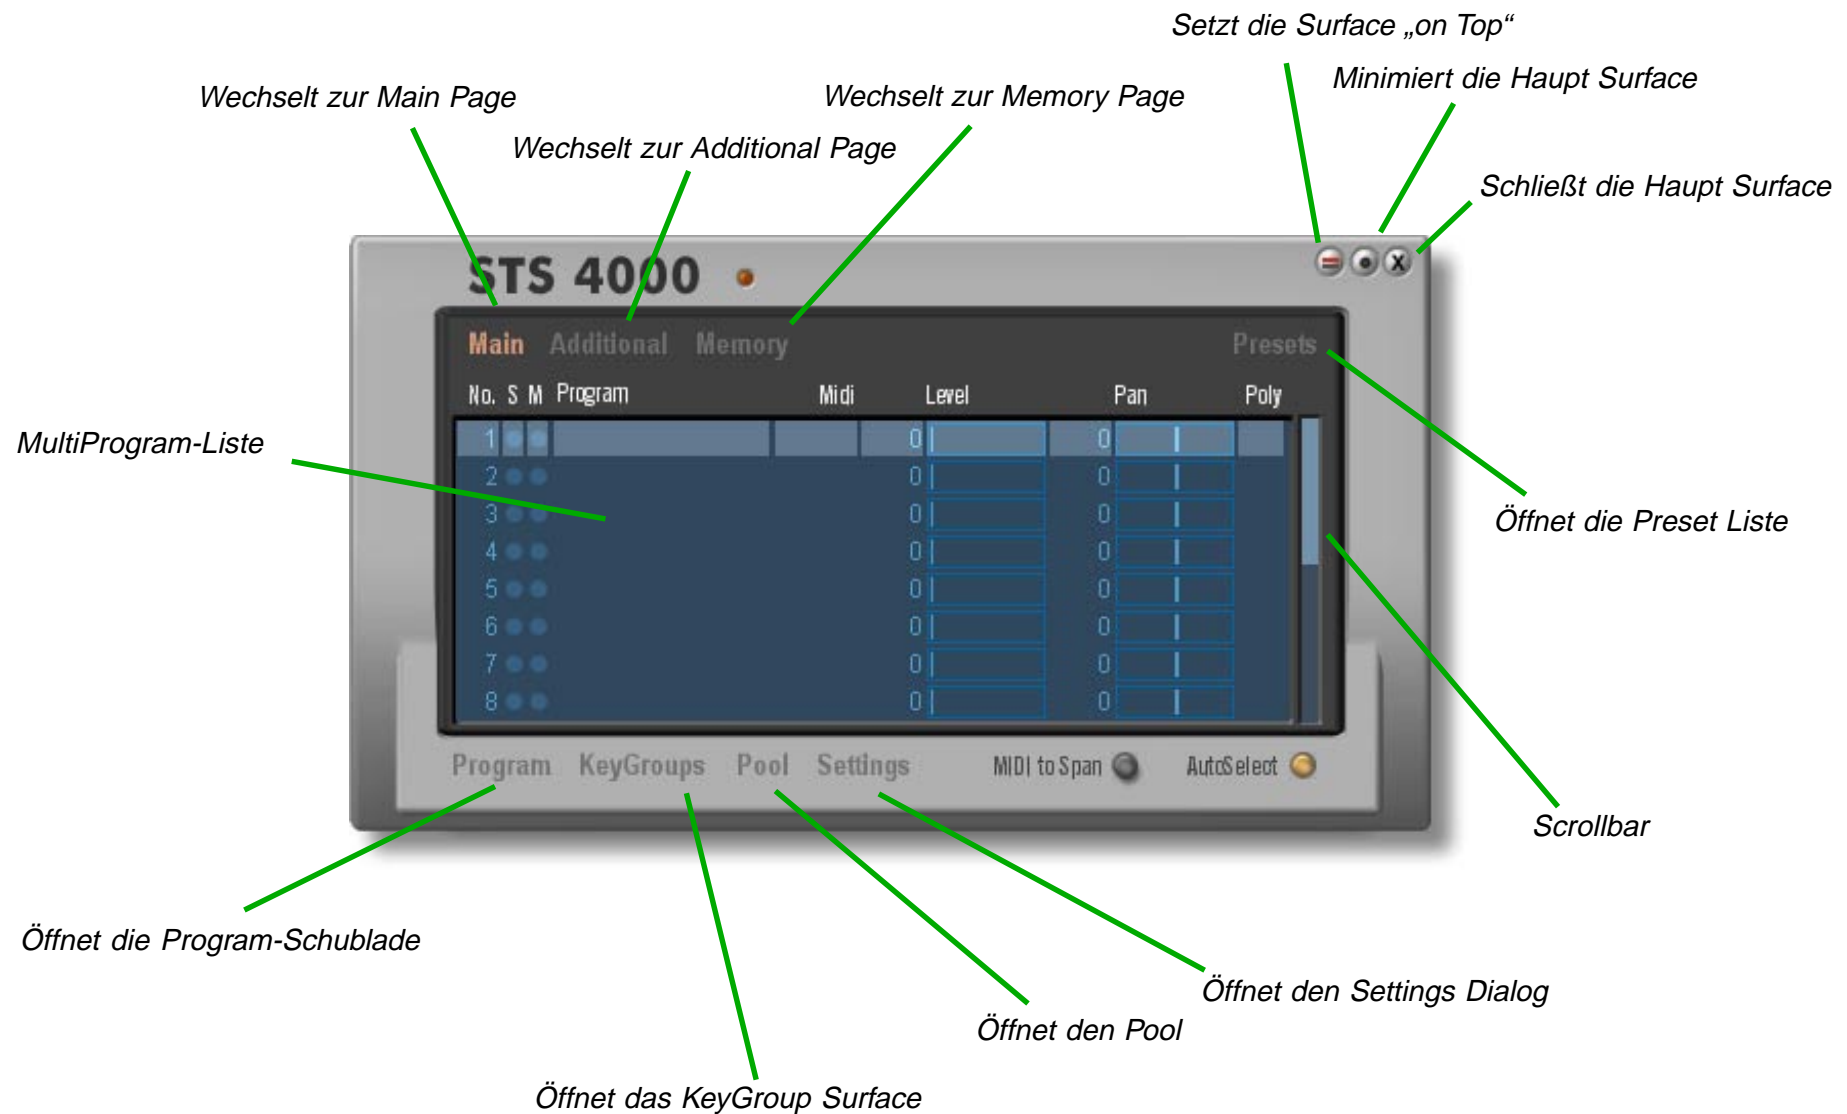 Setzt die Surface „on Top“
Minimiert die Haupt Surface
Wechselt zur Main Page
Wechselt zur Memory Page
Wechselt zur Additional Page
Schließt die Haupt Surface
STS 4000
X
Main Additional Memory Presets
No. S M Program Midi Level Pan Poly
1 0 0
2 0 0
3 0 0
4 0 0
5 0 0
6 0 0
7 0 0
8 0 0
MultiProgram-Liste
Öffnet die Preset Liste
Program KeyGroups Pool Settings MIDI to Span AutoSelect
Scrollbar
Öffnet die Program-Schublade
Öffnet den Settings Dialog
Öffnet den Pool
Öffnet das KeyGroup Surface